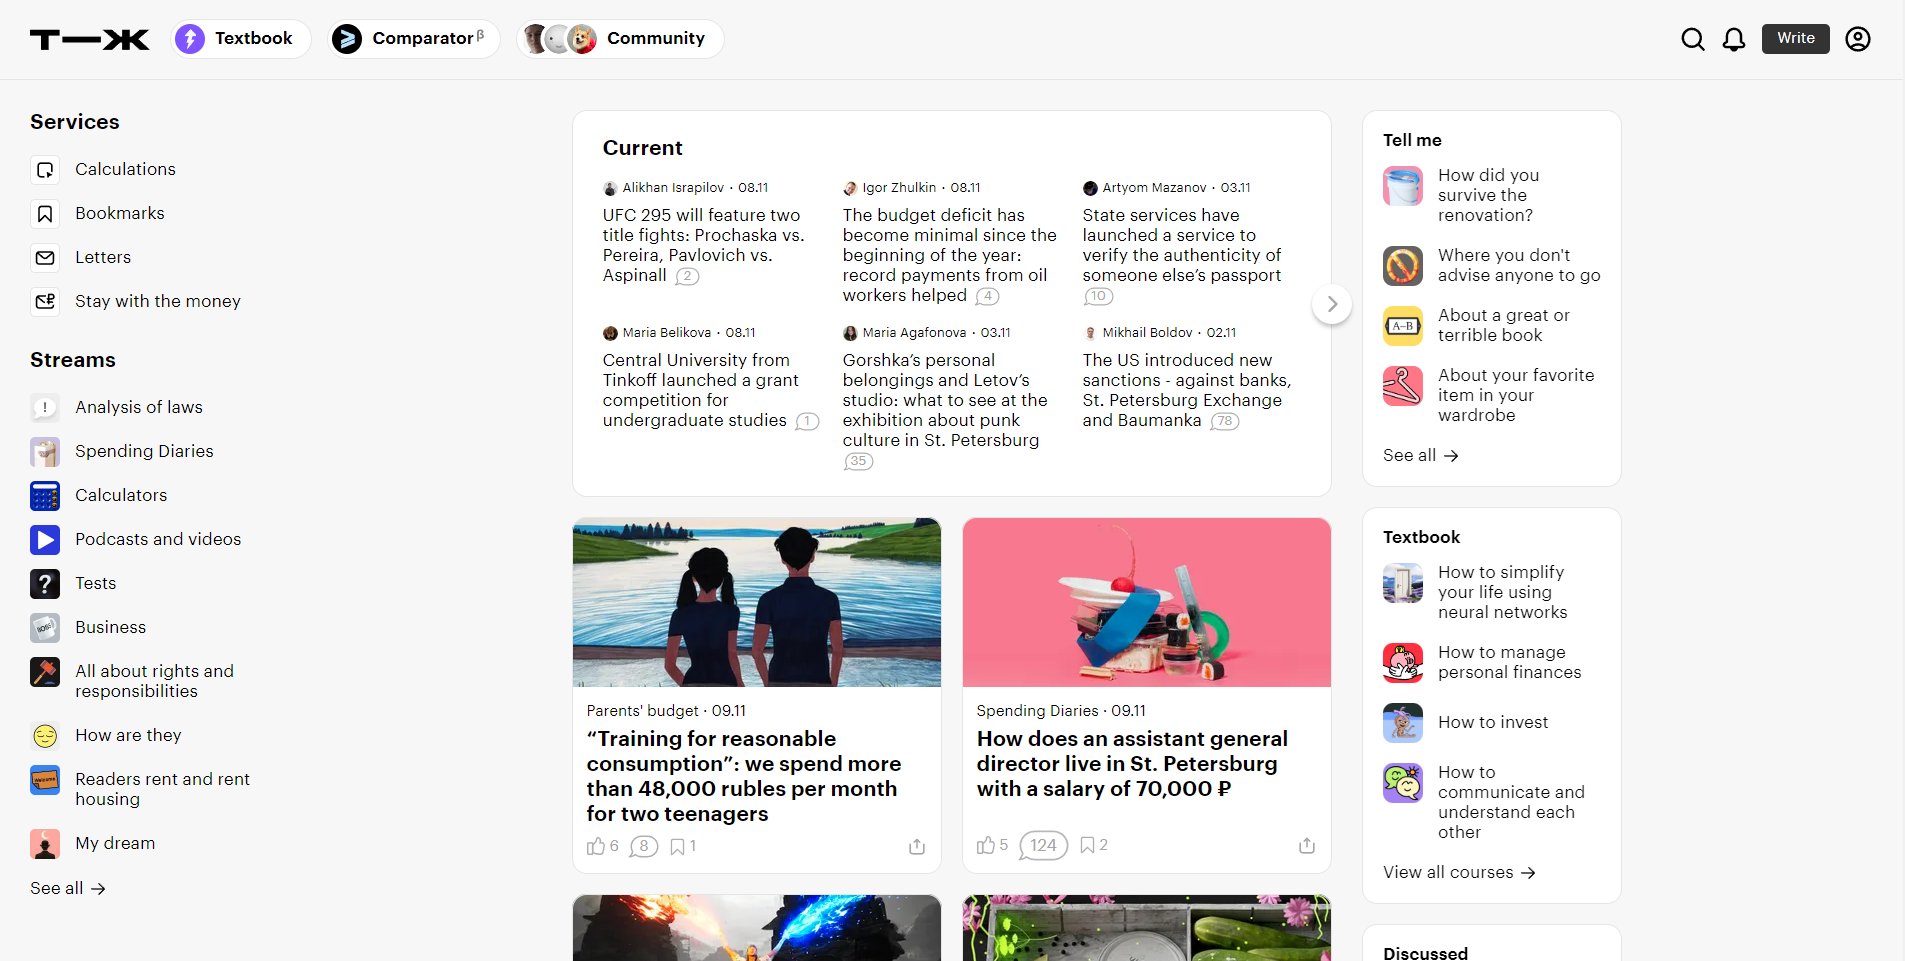 Т—Ж
Textbook
Comparator β
Community
Write
Services
Calculations
Bookmarks
Letters
Stay with the money
Streams
Analysis of laws
Spending Diaries
Calculators
Podcasts and videos
Tests
Business
All about rights and
responsibilities
How are they
Readers rent and rent
housing
My dream
See all →
Current
Alikhan Israpilov · 08.11
UFC 295 will feature two
title fights: Prochaska vs.
Pereira, Pavlovich vs.
Aspinall 2
Igor Zhulkin · 08.11
The budget deficit has
become minimal since the
beginning of the year:
record payments from oil
workers helped 4
Artyom Mazanov · 03.11
State services have
launched a service to
verify the authenticity of
someone else’s passport
10
Maria Belikova · 08.11
Central University from
Tinkoff launched a grant
competition for
undergraduate studies 1
Maria Agafonova · 03.11
Gorshka’s personal
belongings and Letov’s
studio: what to see at the
exhibition about punk
culture in St. Petersburg
35
Mikhail Boldov · 02.11
The US introduced new
sanctions - against banks,
St. Petersburg Exchange
and Baumanka 78
Parents' budget · 09.11
“Training for reasonable
consumption”: we spend more
than 48,000 rubles per month
for two teenagers
6 8 1
Spending Diaries · 09.11
How does an assistant general
director live in St. Petersburg
with a salary of 70,000 ₽
5 124 2
Tell me
How did you
survive the
renovation?
Where you don't
advise anyone to go
A–B
About a great or
terrible book
About your favorite
item in your
wardrobe
See all →
Textbook
How to simplify
your life using
neural networks
How to manage
personal finances
How to invest
How to
communicate and
understand each
other
View all courses →
Discussed